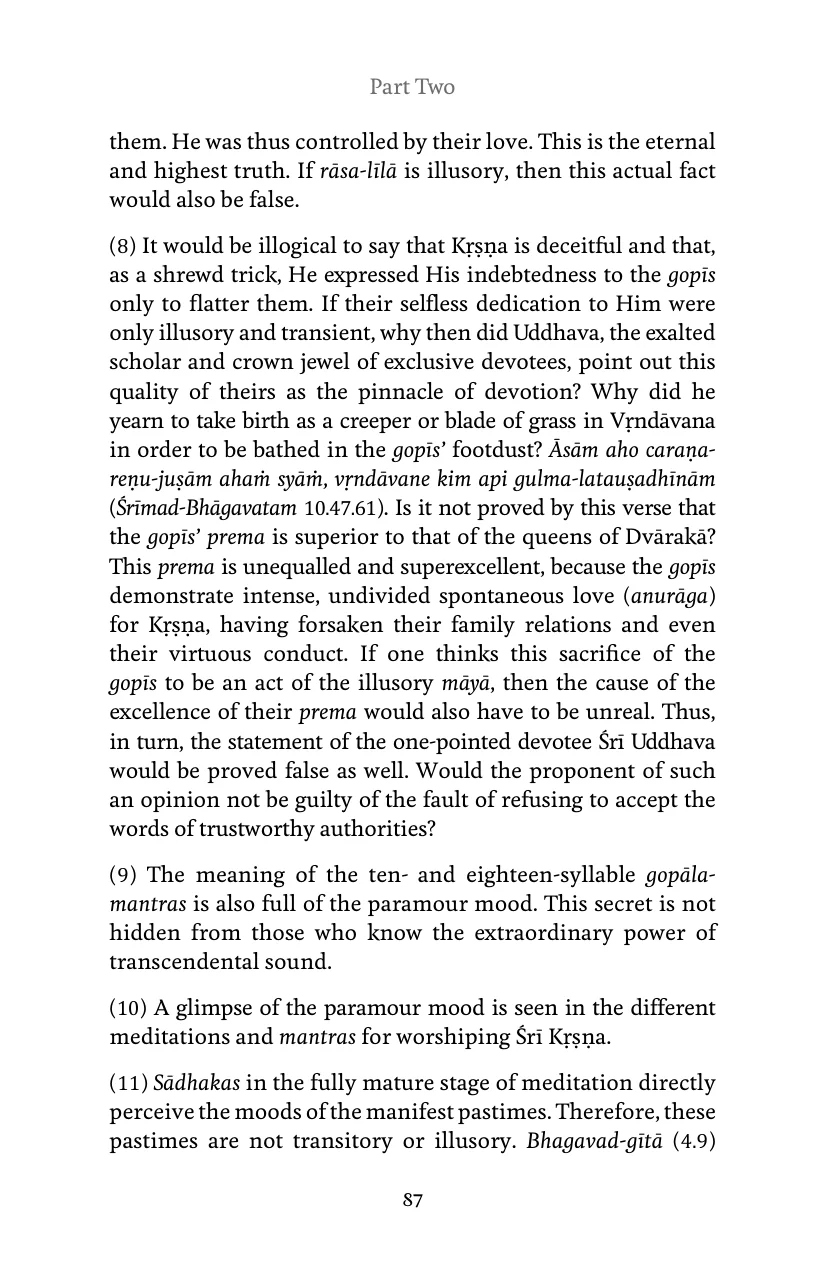 Part Two
them. He was thus controlled by their love. This is the eternal
and highest truth. If rāsa-līlā is illusory, then this actual fact
would also be false.
(8) It would be illogical to say that Kṛṣṇa is deceitful and that,
as a shrewd trick, He expressed His indebtedness to the gopīs
only to flatter them. If their selfless dedication to Him were
only illusory and transient, why then did Uddhava, the exalted
scholar and crown jewel of exclusive devotees, point out this
quality of theirs as the pinnacle of devotion? Why did he
yearn to take birth as a creeper or blade of grass in Vṛndāvana
in order to be bathed in the gopīs’ footdust? Āsām aho caraṇa-
reṇu-juṣām ahaṁ syāṁ, vṛndāvane kim api gulma-latauṣadhīnām
(Śrīmad-Bhāgavatam 10.47.61). Is it not proved by this verse that
the gopīs’ prema is superior to that of the queens of Dvārakā?
This prema is unequalled and superexcellent, because the gopīs
demonstrate intense, undivided spontaneous love (anurāga)
for Kṛṣṇa, having forsaken their family relations and even
their virtuous conduct. If one thinks this sacrifice of the
gopīs to be an act of the illusory māyā, then the cause of the
excellence of their prema would also have to be unreal. Thus,
in turn, the statement of the one-pointed devotee Śrī Uddhava
would be proved false as well. Would the proponent of such
an opinion not be guilty of the fault of refusing to accept the
words of trustworthy authorities?
(9) The meaning of the ten- and eighteen-syllable gopāla-
mantras is also full of the paramour mood. This secret is not
hidden from those who know the extraordinary power of
transcendental sound.
(10) A glimpse of the paramour mood is seen in the different
meditations and mantras for worshiping Śrī Kṛṣṇa.
(11) Sādhakas in the fully mature stage of meditation directly
perceive the moods of the manifest pastimes. Therefore, these
pastimes are not transitory or illusory. Bhagavad-gītā (4.9)
87